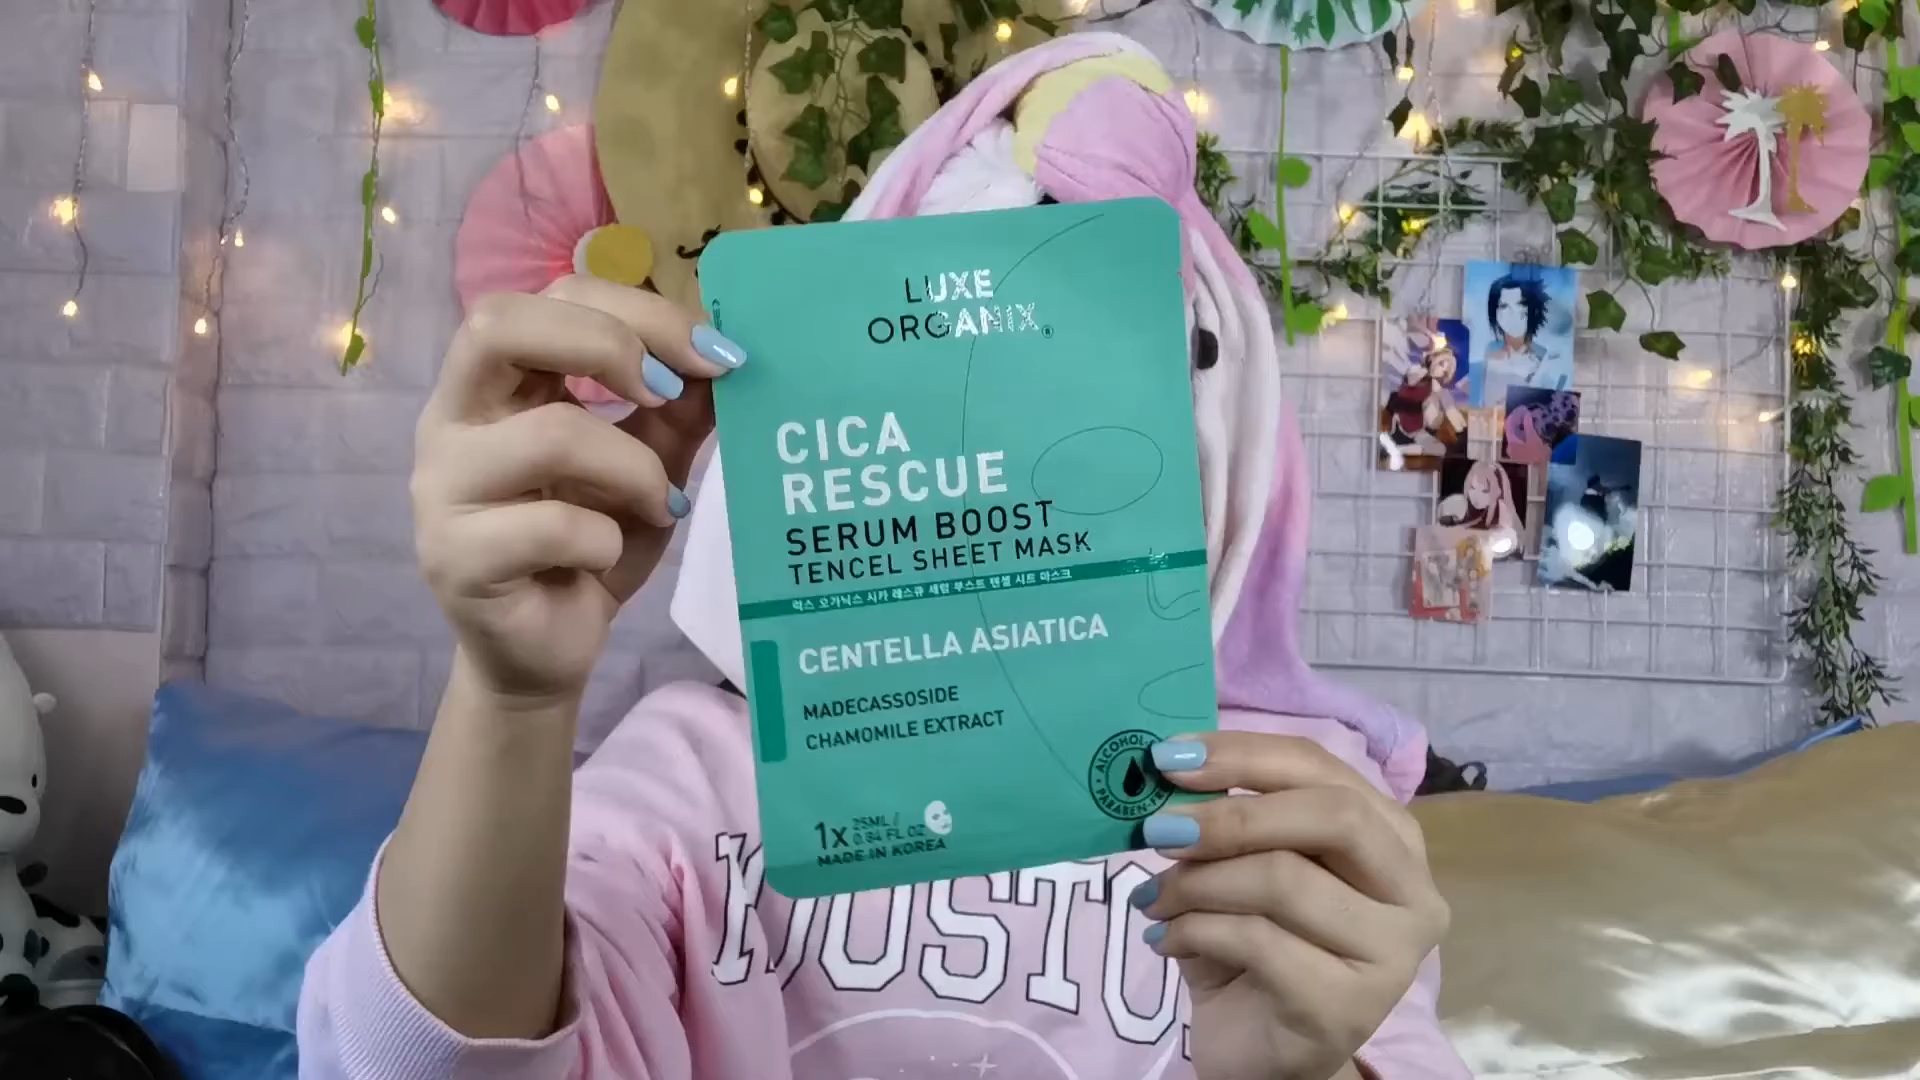 LUXE
ORGANIX®
CICA
RESCUE
SERUM BOOST
TENCEL SHEET MASK
럭스 오가닉스 시카 레스큐 세럼 부스트 텐셀 시트 마스크
CENTELLA ASIATICA
MADECASSOSIDE
CHAMOMILE EXTRACT
ALCOHOL-
PARABEN-FRE
1X 25ML /
0.84 FL OZ
MADE IN KOREA